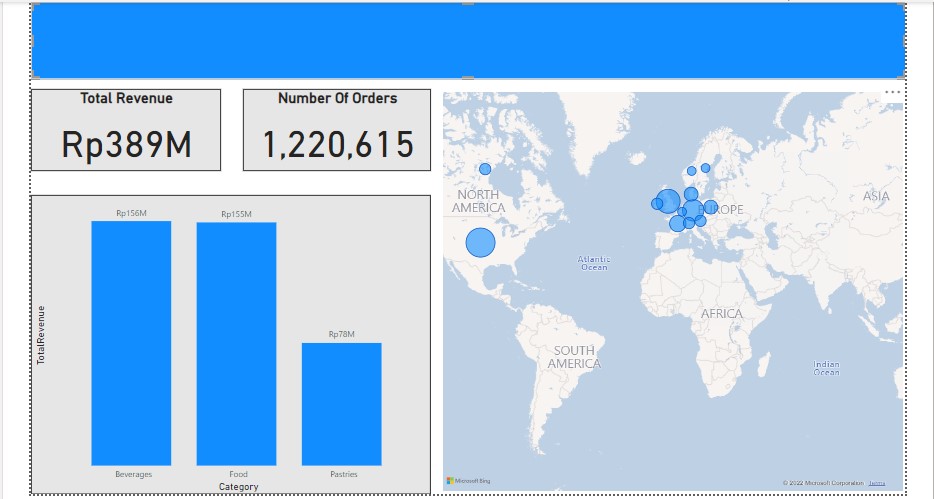 Total Revenue
Rp389M
Number Of Orders
1,220,615
Rp156M
Rp155M
Rp78M
TotalRevenue
Beverages
Food
Pastries
Category
NORTH
AMERICA
EUROPE
ASIA
Atlantic
Ocean
AFRICA
SOUTH
AMERICA
Indian
Ocean
Microsoft Bing
© 2022 Microsoft Corporation Terms